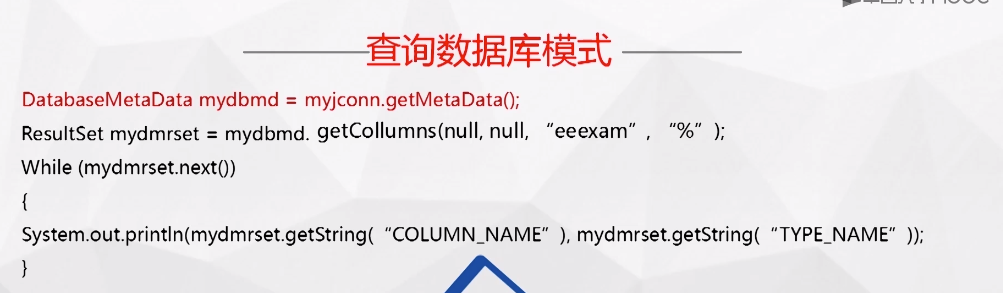 查询数据库模式
DatabaseMetaData mydbmd = myjconn.getMetaData();
ResultSet mydmrset = mydbmd. getCollumns(null, null, “eeexam”, “%”);
While (mydmrset.next())
{
System.out.println(mydmrset.getString(“COLUMN_NAME”), mydmrset.getString(“TYPE_NAME”));
}